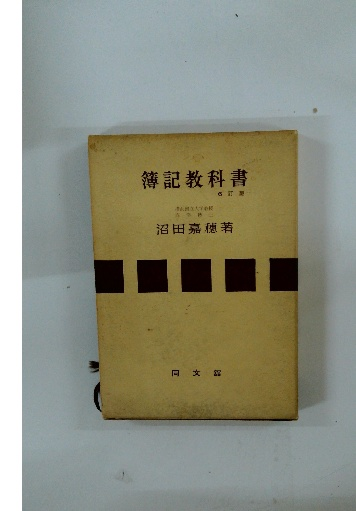 簿記教科書
改訂版
沼田嘉穂著
同文舘